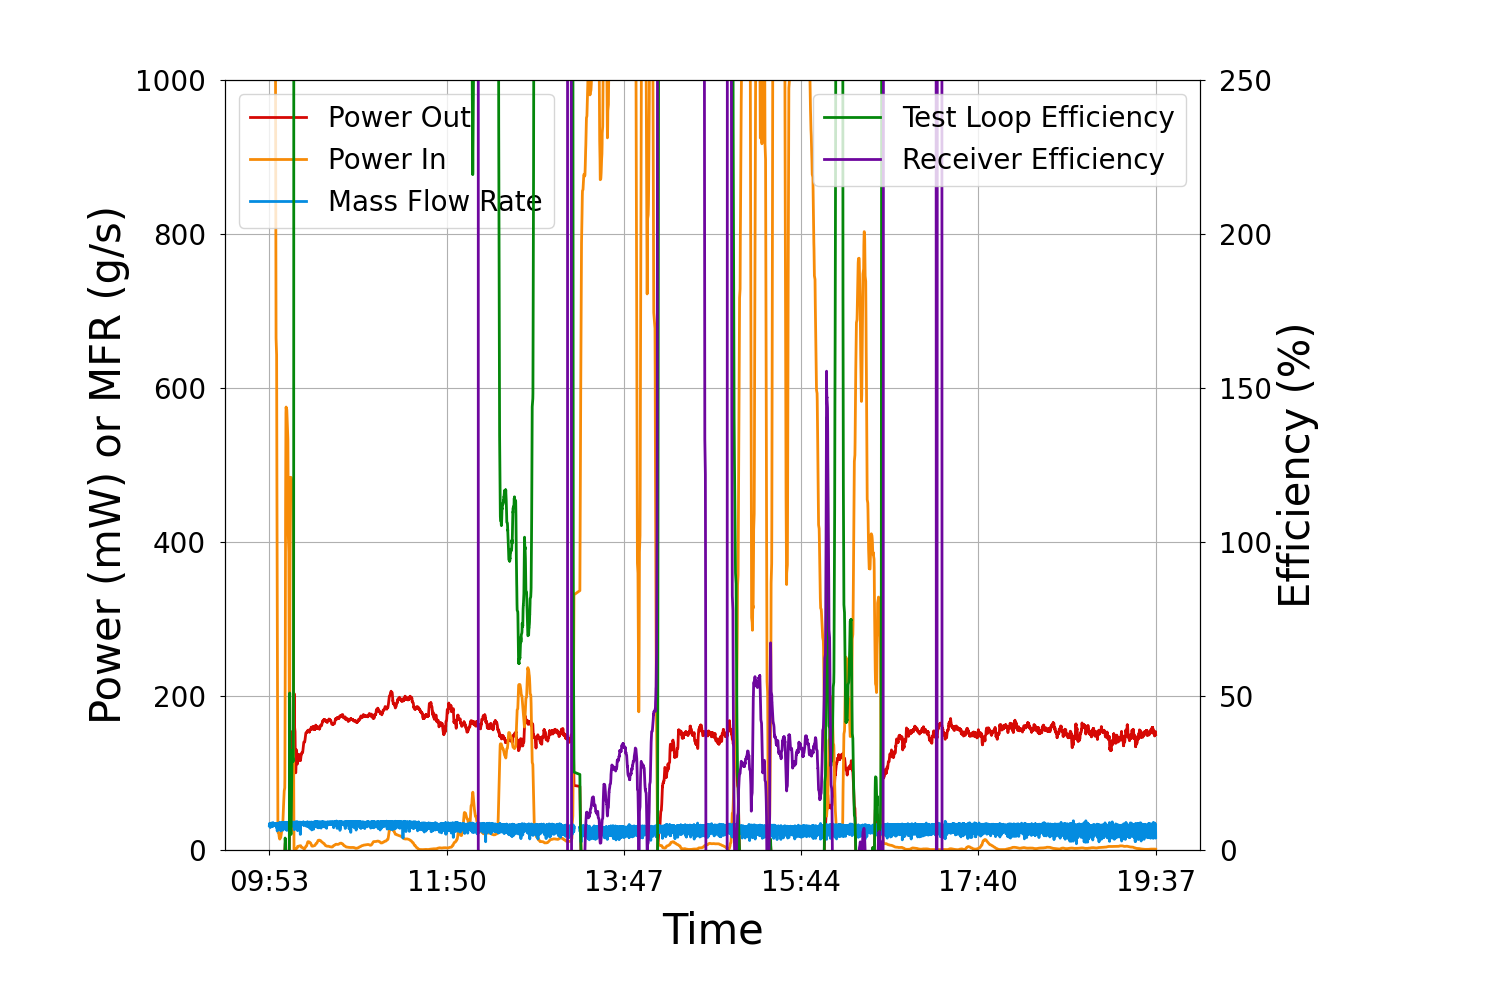 1000
800
600
400
200
0
Power (mW) or MFR (g/s)
Power Out
Power In
Mass Flow Rate
Test Loop Efficiency
Receiver Efficiency
250
200
150
100
50
0
Efficiency (%)
09:53 11:50 13:47 15:44 17:40 19:37
Time